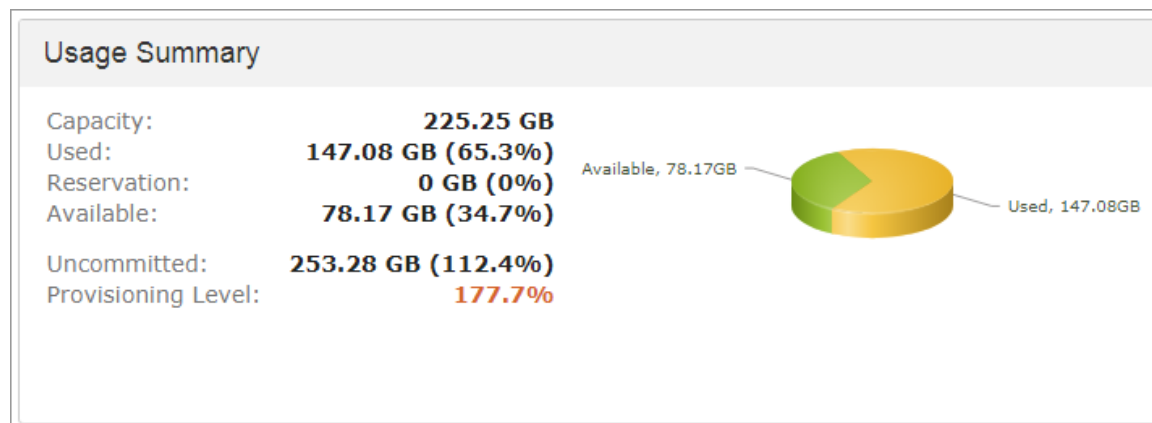 Usage Summary
Capacity: 225.25 GB
Used: 147.08 GB (65.3%)
Reservation: 0 GB (0%)
Available: 78.17 GB (34.7%)
Uncommitted: 253.28 GB (112.4%)
Provisioning Level: 177.7%
Available, 78.17GB
Used, 147.08GB